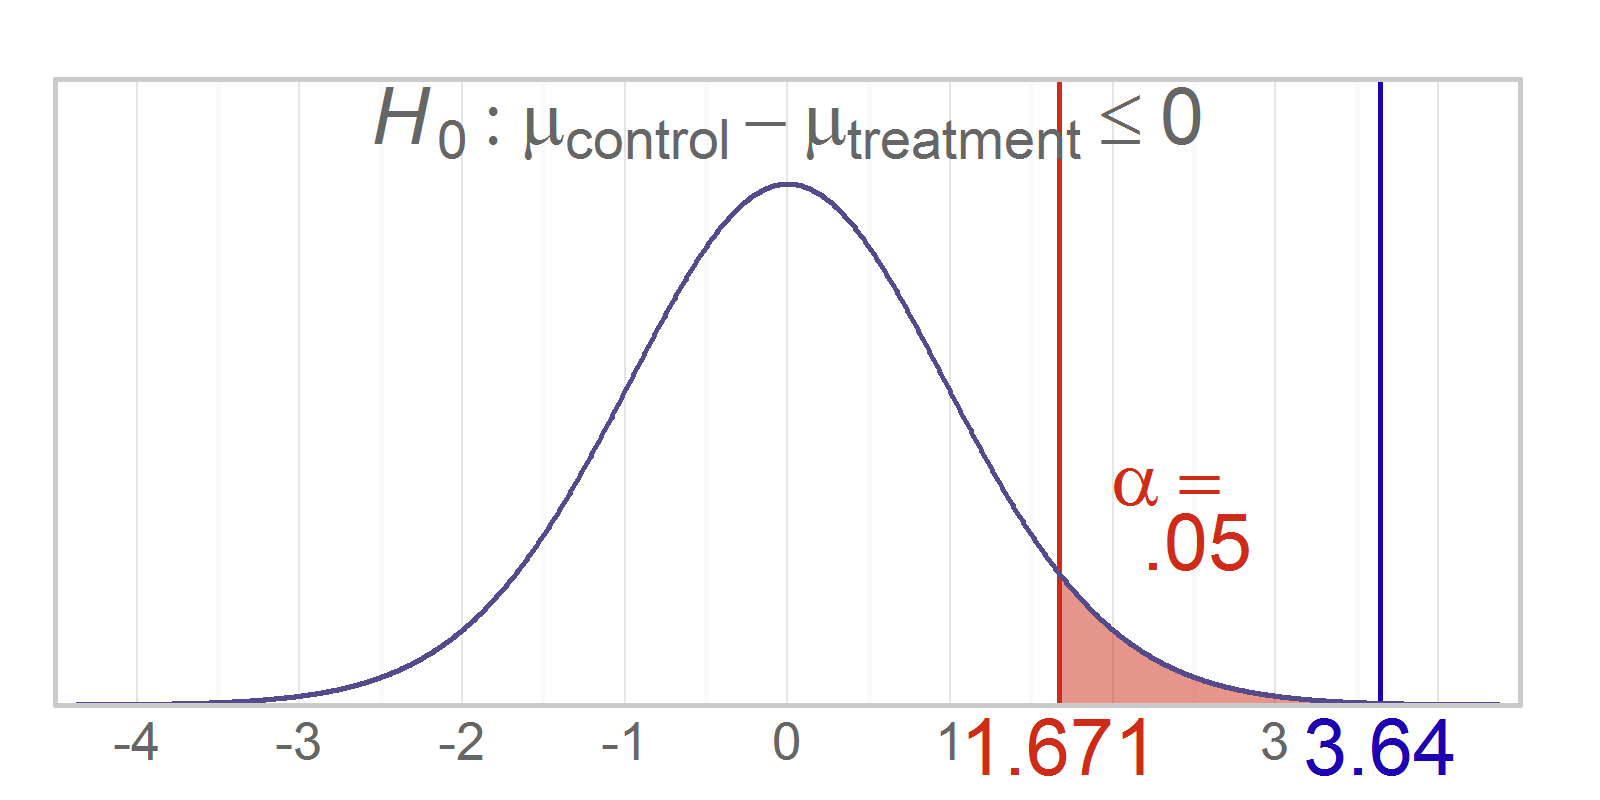 H₀ : μcontrol − μtreatment ≤ 0
α =
.05
-4 -3 -2 -1 0 1 1.671 3 3.64